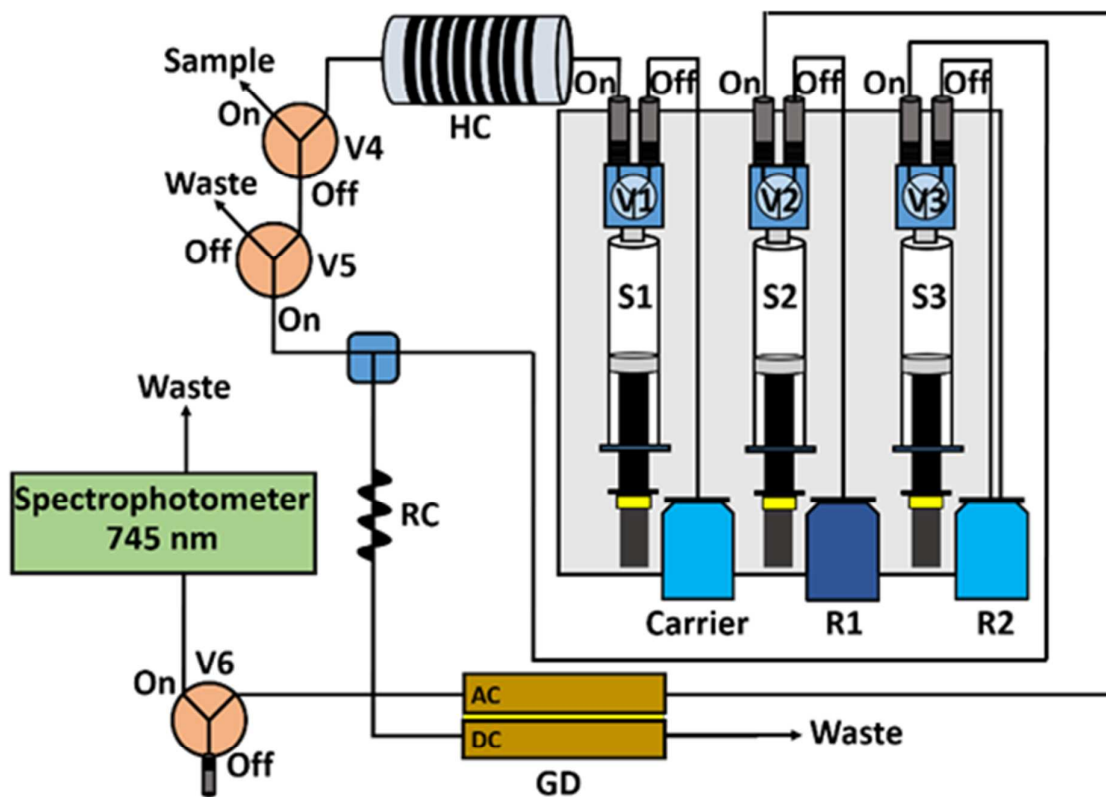 Sample
On
V4
Off
HC
On
Off
On
Off
On
Off
Waste
Off
V5
On
V1
V2
V3
S1
S2
S3
Waste
Spectrophotometer
745 nm
RC
Carrier
R1
R2
V6
On
Off
AC
DC
GD
Waste